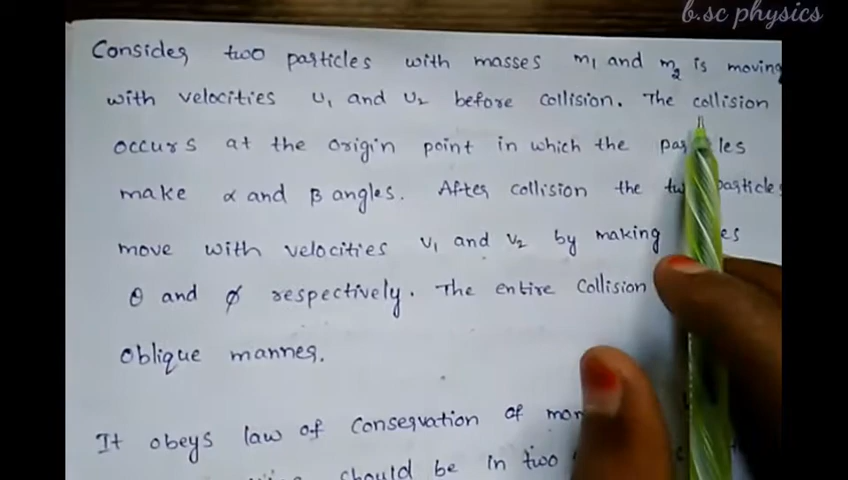 b.sc physics
Consider two particles with masses m1 and m2 is moving
with velocities u1 and u2 before collision. The collision
occurs at the origin point in which the
make α and β angles. After collision the particles
move with velocities v1 and v2 by making
θ and ϕ respectively. The entire Collision
oblique manner.
It obeys law of conservation of
should be in two